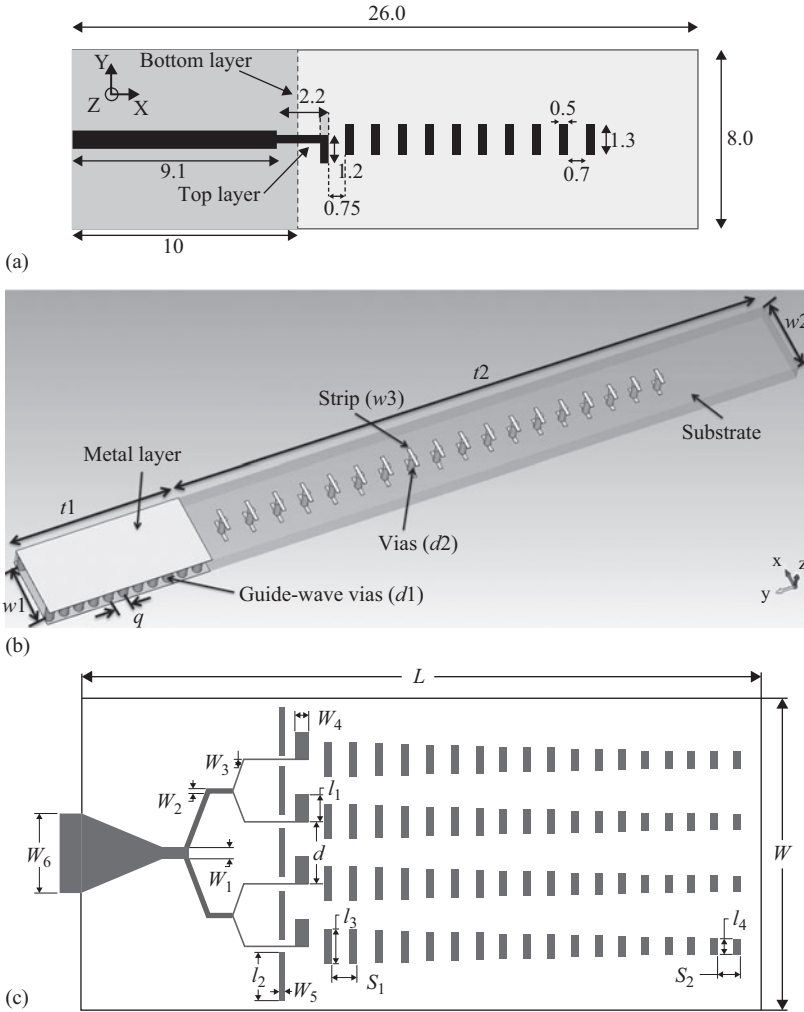 26.0
Y
Z
X
Bottom layer
2.2
0.5
1.3
8.0
9.1
Top layer
1.2
0.75
0.7
10
(a)
w2
t2
Strip (w3)
Substrate
Metal layer
t1
Vias (d2)
x
z
y
Guide-wave vias (d1)
w1
q
(b)
L
W4
W3
W2
l1
W6
d
W
W1
l3
l4
l2
W5
S1
S2
(c)